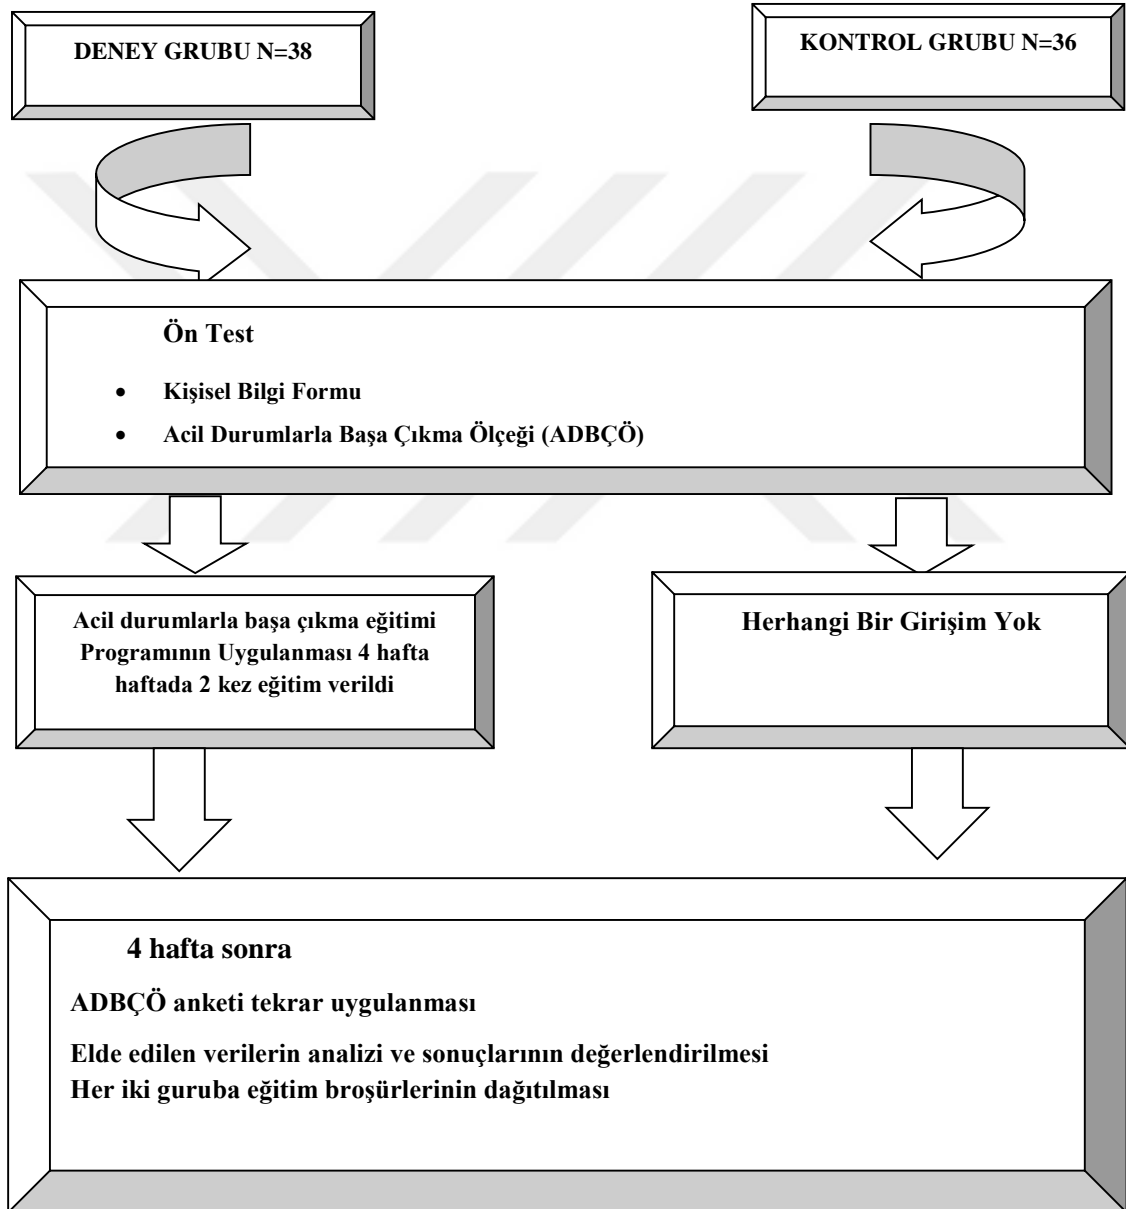 DENEY GRUBU N=38
KONTROL GRUBU N=36
Ön Test
• Kişisel Bilgi Formu
• Acil Durumlarla Başa Çıkma Ölçeği (ADBÇÖ)
Acil durumlarla başa çıkma eğitimi
Programının Uygulanması 4 hafta
haftada 2 kez eğitim verildi
Herhangi Bir Girişim Yok
4 hafta sonra
ADBÇÖ anketi tekrar uygulanması
Elde edilen verilerin analizi ve sonuçlarının değerlendirilmesi
Her iki guruba eğitim broşürlerinin dağıtılması